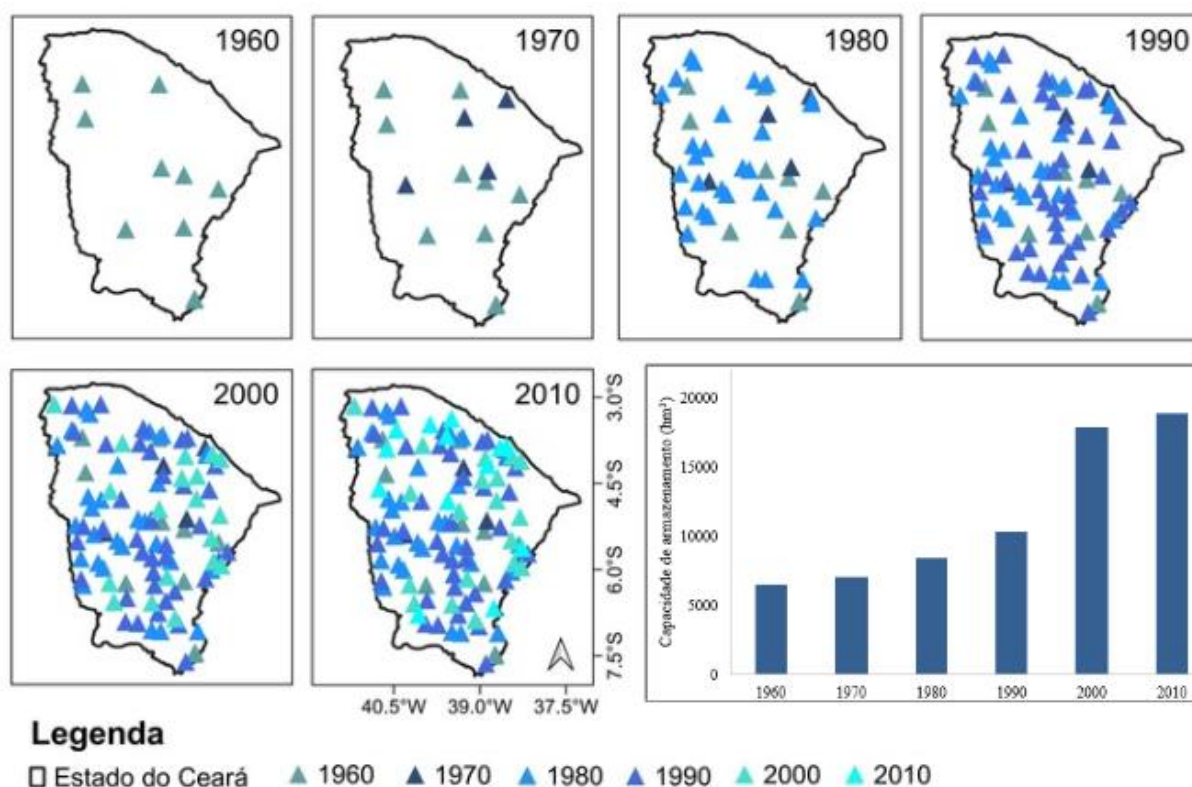 1960
1970
1980
1990
2000
2010
3.0°S
4.5°S
6.0°S
7.5°S
40.5°W 39.0°W 37.5°W
Capacidade de armazenamento (hm³)
20000
15000
10000
5000
0
1960 1970 1980 1990 2000 2010
Legenda
Estado do Ceará 1960 1970 1980 1990 2000 2010